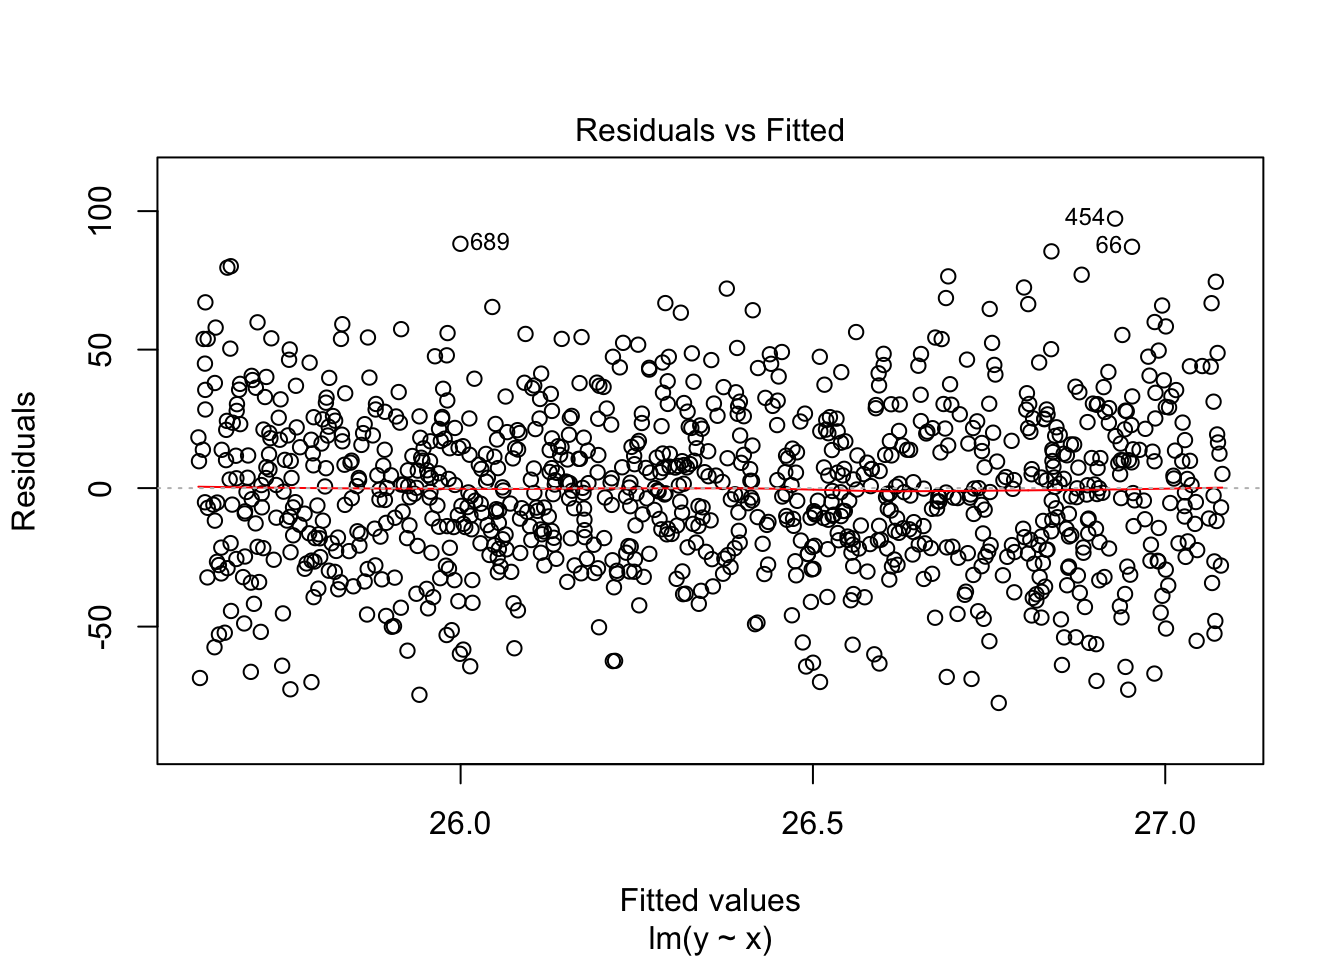 Residuals vs Fitted
Residuals
100
50
0
-50
454
66
689
26.0 26.5 27.0
Fitted values
lm(y ~ x)